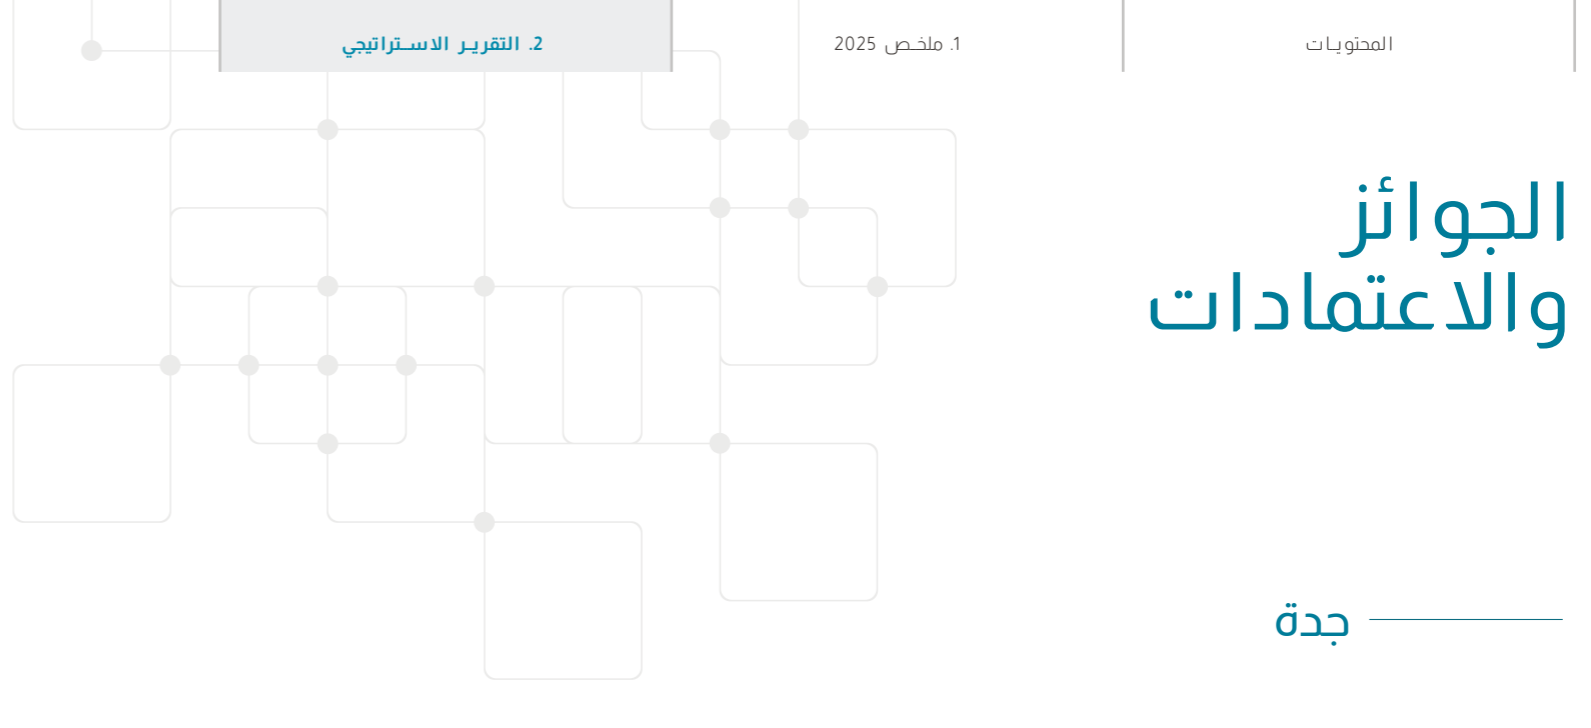 المحتويات
1. ملخص 2025
2. التقرير الاستراتيجي
الجوائز
والاعتمادات
جدة